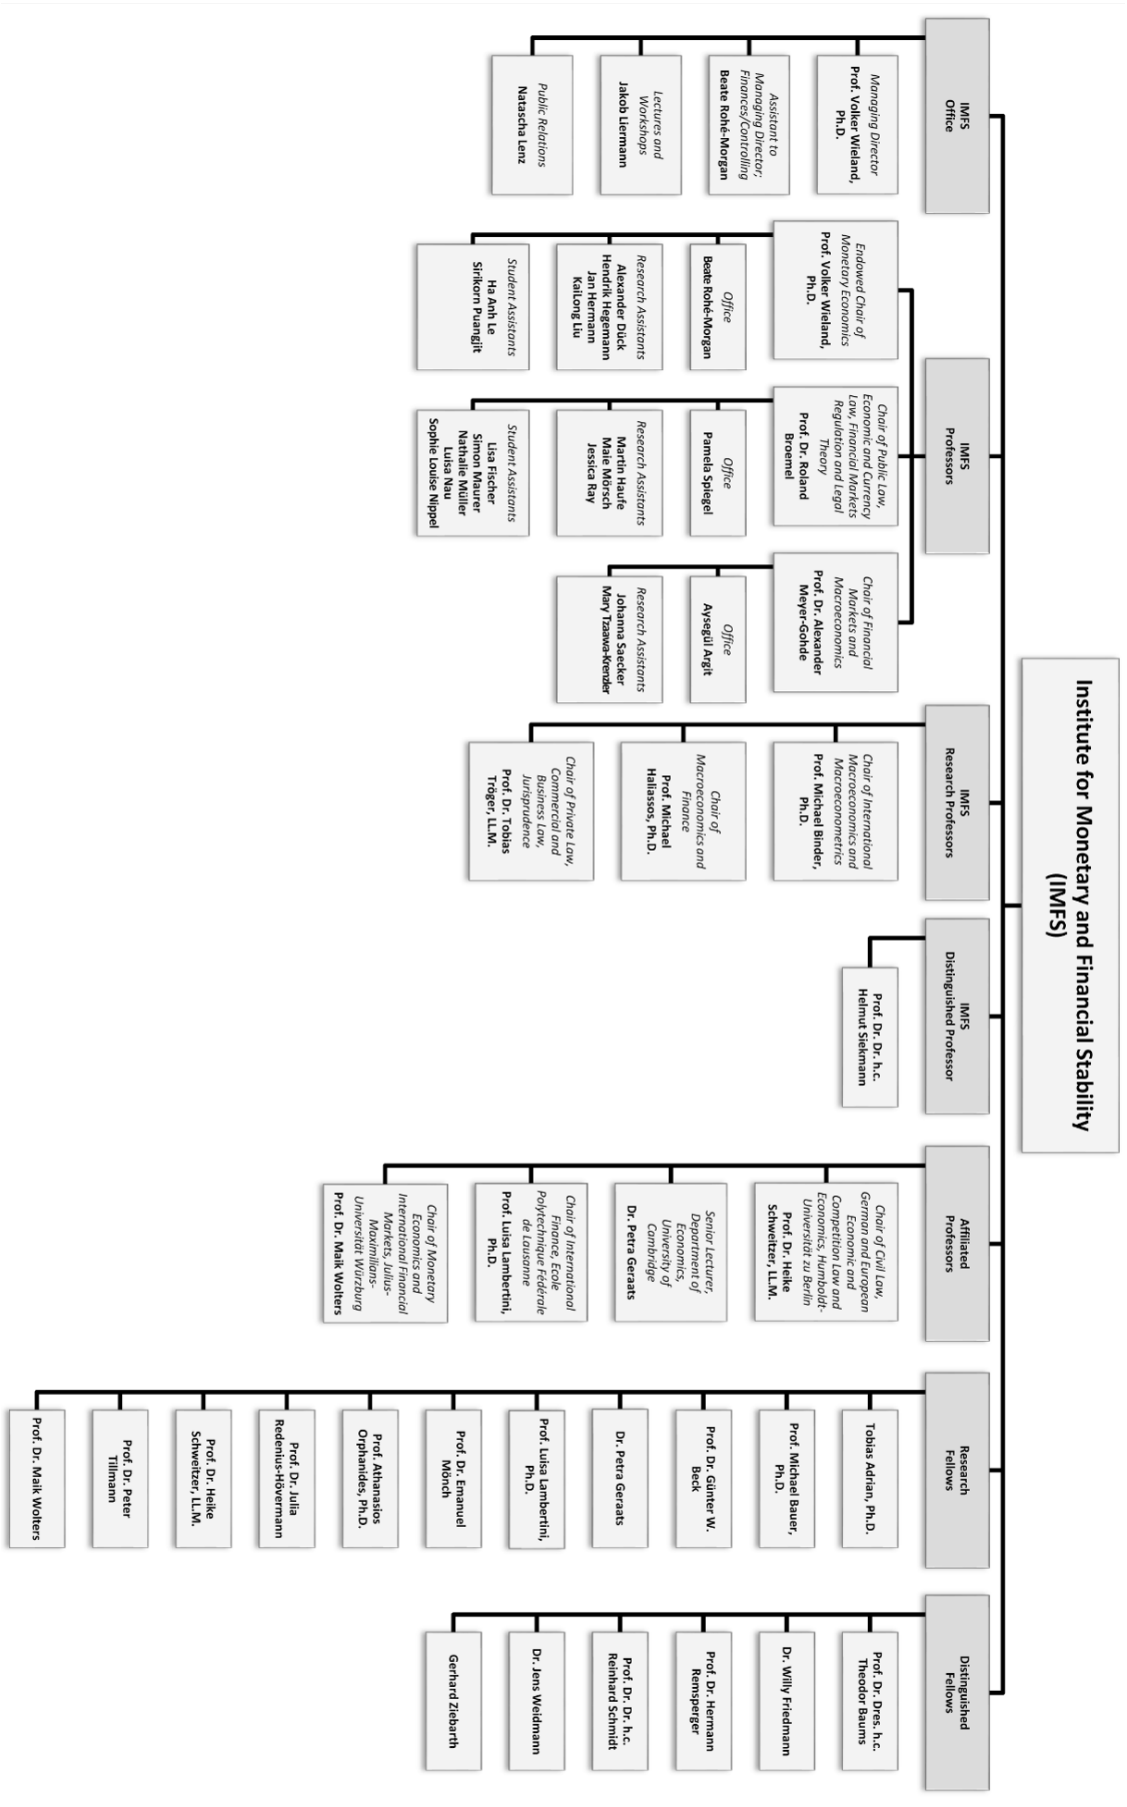 Institute for Monetary and Financial Stability
(IMFS)
IMFS
Office
Managing Director
Prof. Volker Wieland,
Ph.D.
Assistant to
Managing Director;
Finances/Controlling
Beate Rohé-Morgan
Lectures and
Workshops
Jakob Liermann
Public Relations
Natascha Lenz
IMFS
Professors
Endowed Chair of
Monetary Economics
Prof. Volker Wieland,
Ph.D.
Office
Beate Rohé-Morgan
Research Assistants
Alexander Dück
Hendrik Hegemann
Jan Hermann
KaiLong Liu
Student Assistants
Ha Anh Le
Sirikorn Puangjit
Chair of Public Law,
Economic and Currency
Law, Financial Markets
Regulation and Legal
Theory
Prof. Dr. Roland
Broemel
Office
Pamela Spiegel
Research Assistants
Martin Haufe
Maie Mörsch
Jessica Ray
Student Assistants
Lisa Fischer
Simon Maurer
Nathalie Müller
Luisa Nau
Sophie Louise Nippel
Chair of Financial
Markets and
Macroeconomics
Prof. Dr. Alexander
Meyer-Gohde
Office
Aysegül Argit
Research Assistants
Johanna Saecker
Mary Tzaawa-Krenzler
IMFS
Research Professors
Chair of International
Macroeconomics and
Macroeconometrics
Prof. Michael Binder,
Ph.D.
Chair of
Macroeconomics and
Finance
Prof. Michael
Haliassos, Ph.D.
Chair of Private Law,
Commercial and
Business Law,
Jurisprudence
Prof. Dr. Tobias
Tröger, LL.M.
IMFS
Distinguished Professor
Prof. Dr. Dr. h.c.
Helmut Siekmann
Affiliated
Professors
Chair of Civil Law,
German and European
Economic and
Competition Law and
Economics, Humboldt-
Universität zu Berlin
Prof. Dr. Heike
Schweitzer, LL.M.
Senior Lecturer,
Department of
Economics,
University of
Cambridge
Dr. Petra Geraats
Chair of International
Finance, Ecole
Polytechnique Fédérale
de Lausanne
Prof. Luisa Lambertini,
Ph.D.
Chair of Monetary
Economics and
International Financial
Markets, Julius-
Maximilians-
Universität Würzburg
Prof. Dr. Maik Wolters
Research
Fellows
Tobias Adrian, Ph.D.
Prof. Michael Bauer,
Ph.D.
Prof. Dr. Günter W.
Beck
Dr. Petra Geraats
Prof. Luisa Lambertini,
Ph.D.
Prof. Dr. Emanuel
Mönch
Prof. Athanasios
Orphanides, Ph.D.
Prof. Dr. Julia
Redenius-Hövermann
Prof. Dr. Heike
Schweitzer, LL.M.
Prof. Dr. Peter
Tillmann
Prof. Dr. Maik Wolters
Distinguished
Fellows
Prof. Dr. Dres. h.c.
Theodor Baums
Dr. Willy Friedmann
Prof. Dr. Hermann
Remsperger
Prof. Dr. Dr. h.c.
Reinhard Schmidt
Dr. Jens Weidmann
Gerhard Ziebarth